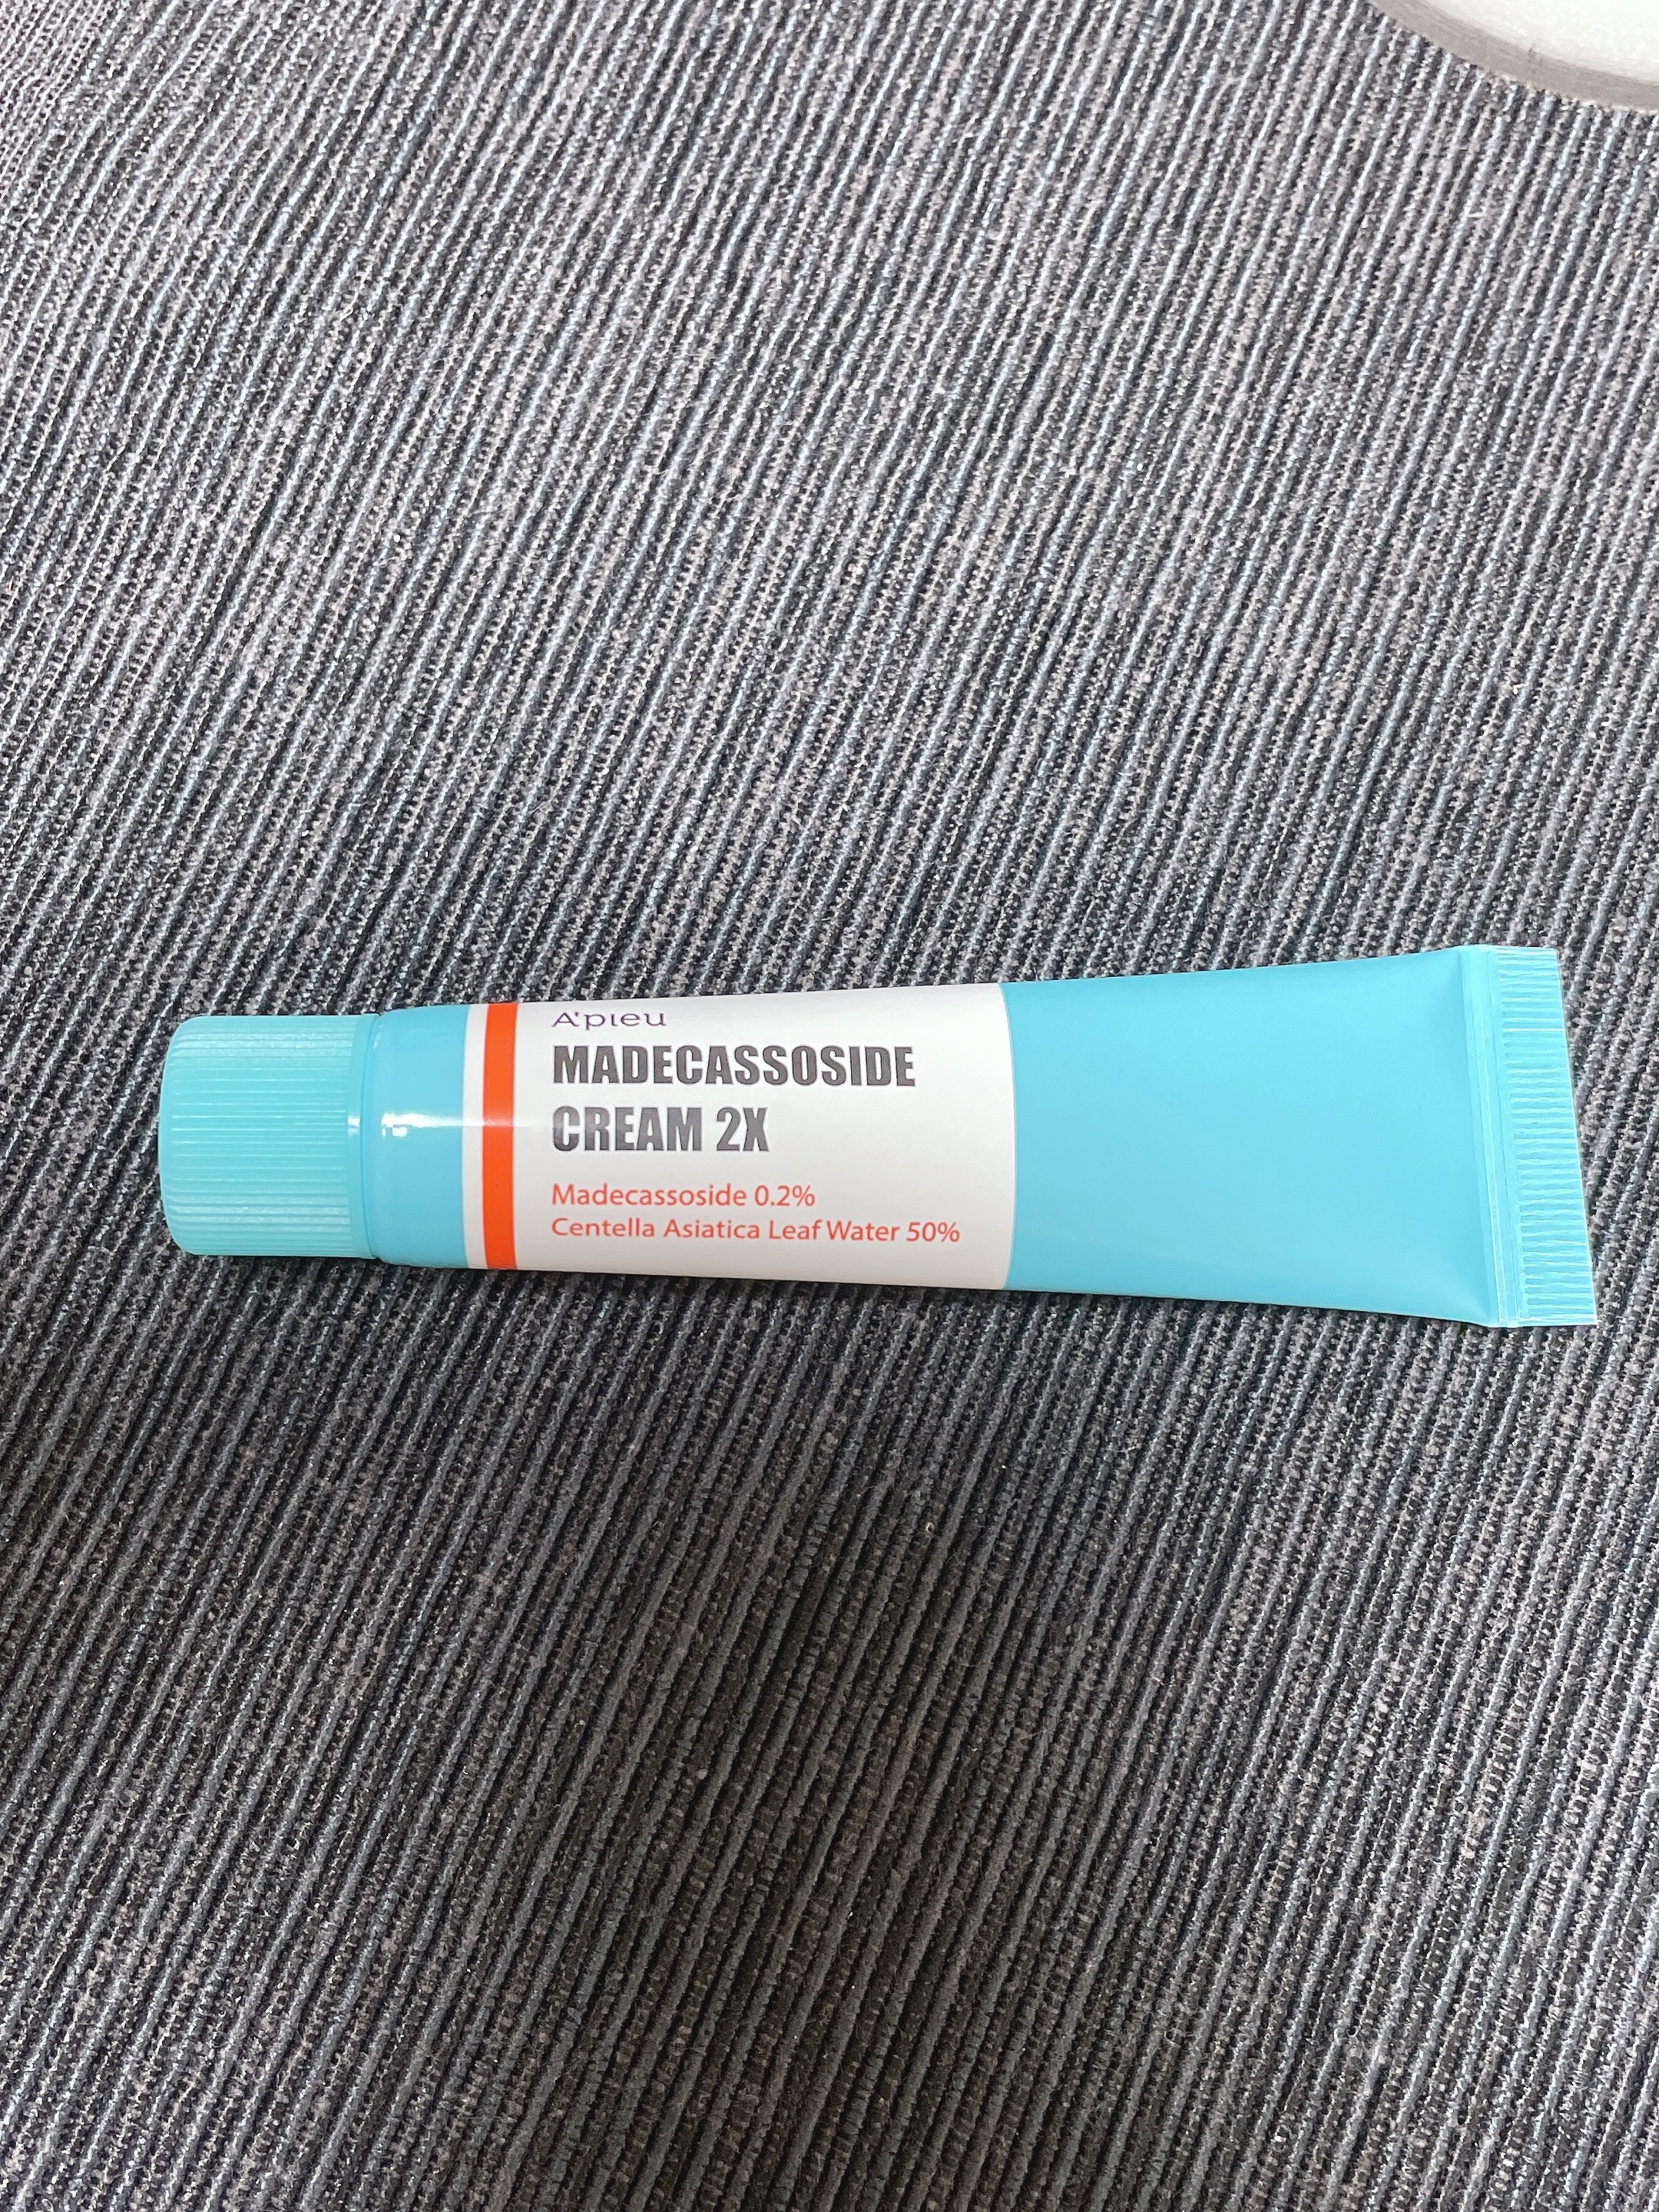 A'pieu
MADECASSOSIDE
CREAM 2X
Madecassoside 0.2%
Centella Asiatica Leaf Water 50%